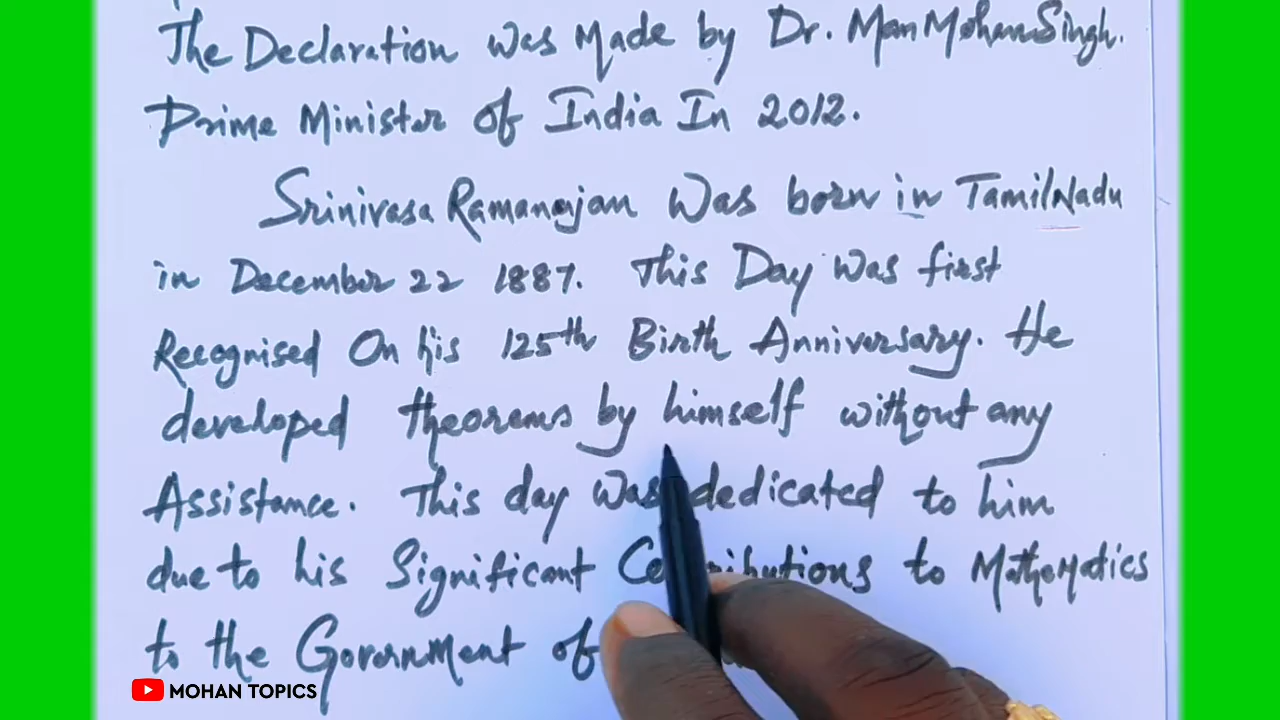 The Declaration was Made by Dr. ManMohanSingh.
Prime Minister of India In 2012.
Srinivasa Ramanujan Was born in TamilNadu
in December 22 1887. This Day was first
Recognised On his 125th Birth Anniversary. He
developed theorems by himself without any
Assistance. This day was dedicated to him
due to his Significant Contributions to Mathematics
to the Government of
MOHAN TOPICS